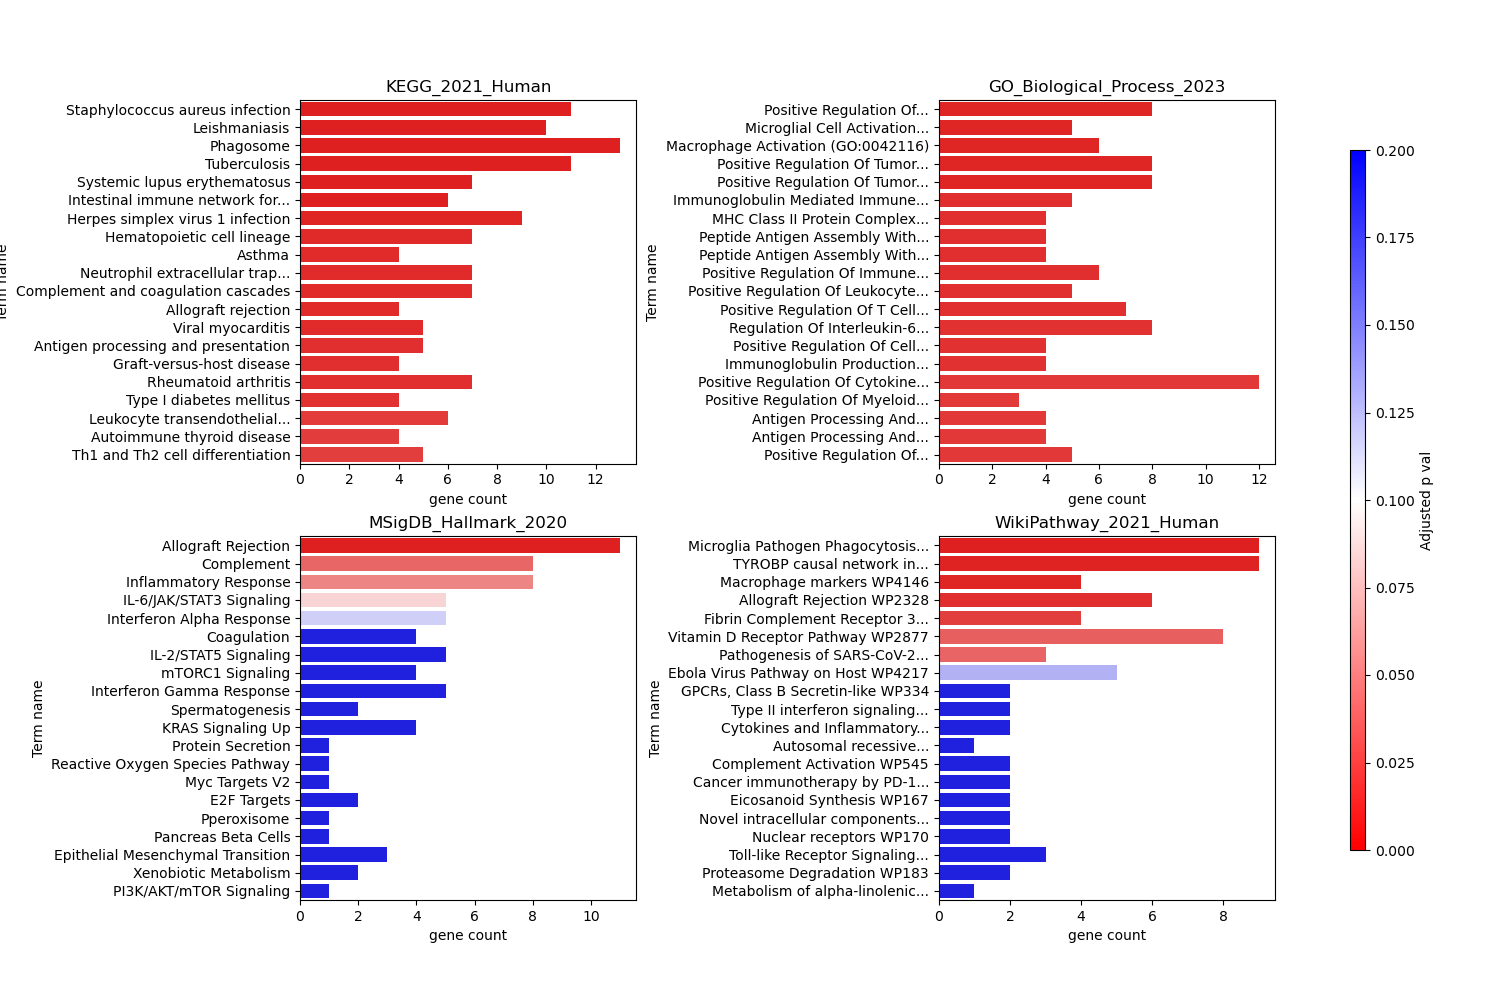 KEGG_2021_Human
Staphylococcus aureus infection
Leishmaniasis
Phagosome
Tuberculosis
Systemic lupus erythematosus
Intestinal immune network for...
Herpes simplex virus 1 infection
Hematopoietic cell lineage
Asthma
Neutrophil extracellular trap...
Complement and coagulation cascades
Allograft rejection
Viral myocarditis
Antigen processing and presentation
Graft-versus-host disease
Rheumatoid arthritis
Type I diabetes mellitus
Leukocyte transendothelial...
Autoimmune thyroid disease
Th1 and Th2 cell differentiation
Term name
0 2 4 6 8 10 12
gene count
GO_Biological_Process_2023
Positive Regulation Of...
Microglial Cell Activation...
Macrophage Activation (GO:0042116)
Positive Regulation Of Tumor...
Positive Regulation Of Tumor...
Immunoglobulin Mediated Immune...
MHC Class II Protein Complex...
Peptide Antigen Assembly With...
Peptide Antigen Assembly With...
Positive Regulation Of Immune...
Positive Regulation Of Leukocyte...
Positive Regulation Of T Cell...
Regulation Of Interleukin-6...
Positive Regulation Of Cell...
Immunoglobulin Production...
Positive Regulation Of Cytokine...
Positive Regulation Of Myeloid...
Antigen Processing And...
Antigen Processing And...
Positive Regulation Of...
Term name
0 2 4 6 8 10 12
gene count
MSigDB_Hallmark_2020
Allograft Rejection
Complement
Inflammatory Response
IL-6/JAK/STAT3 Signaling
Interferon Alpha Response
Coagulation
IL-2/STAT5 Signaling
mTORC1 Signaling
Interferon Gamma Response
Spermatogenesis
KRAS Signaling Up
Protein Secretion
Reactive Oxygen Species Pathway
Myc Targets V2
E2F Targets
Pperoxisome
Pancreas Beta Cells
Epithelial Mesenchymal Transition
Xenobiotic Metabolism
PI3K/AKT/mTOR Signaling
Term name
0 2 4 6 8 10
gene count
WikiPathway_2021_Human
Microglia Pathogen Phagocytosis...
TYROBP causal network in...
Macrophage markers WP4146
Allograft Rejection WP2328
Fibrin Complement Receptor 3...
Vitamin D Receptor Pathway WP2877
Pathogenesis of SARS-CoV-2...
Ebola Virus Pathway on Host WP4217
GPCRs, Class B Secretin-like WP334
Type II interferon signaling...
Cytokines and Inflammatory...
Autosomal recessive...
Complement Activation WP545
Cancer immunotherapy by PD-1...
Eicosanoid Synthesis WP167
Novel intracellular components...
Nuclear receptors WP170
Toll-like Receptor Signaling...
Proteasome Degradation WP183
Metabolism of alpha-linolenic...
Term name
0 2 4 6 8
gene count
0.200
0.175
0.150
0.125
0.100
0.075
0.050
0.025
0.000
Adjusted p val